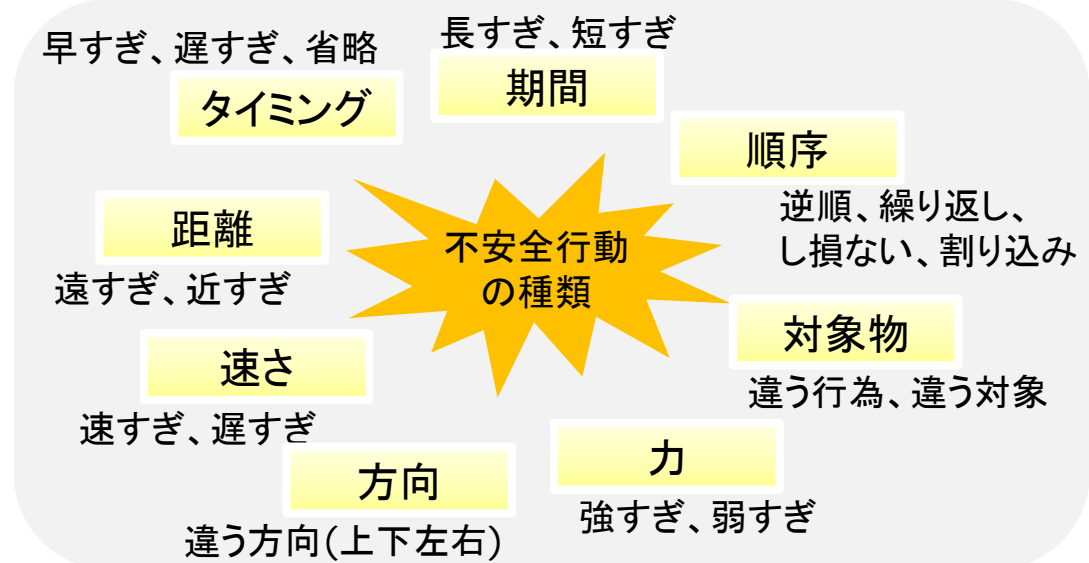 早すぎ、遅すぎ、省略
タイミング
長すぎ、短すぎ
期間
順序
逆順、繰り返し、
し損ない、割り込み
距離
遠すぎ、近すぎ
不安全行動
の種類
対象物
違う行為、違う対象
速さ
速すぎ、遅すぎ
力
強すぎ、弱すぎ
方向
違う方向(上下左右)